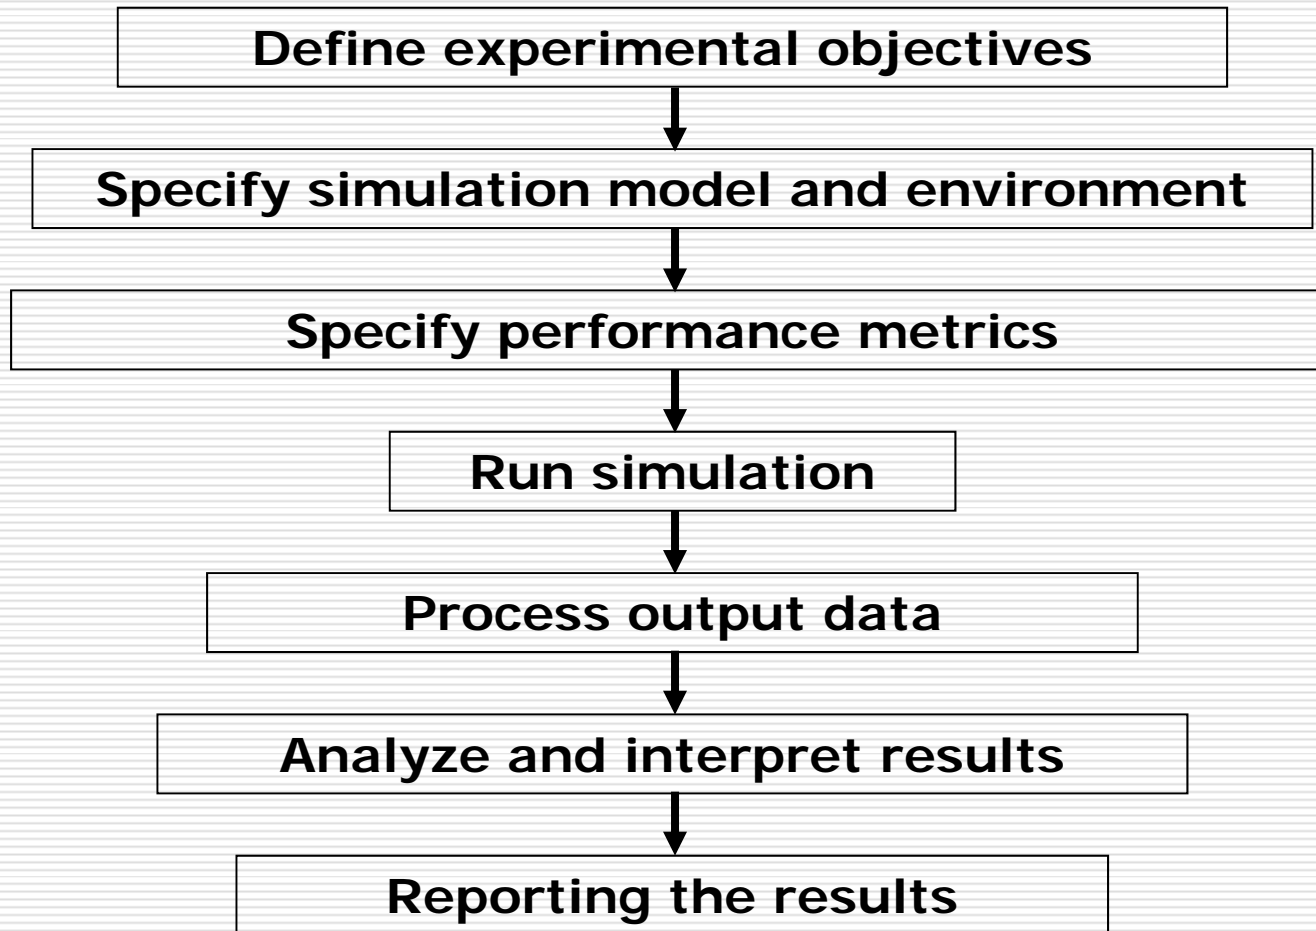 Define experimental objectives
Specify simulation model and environment
Specify performance metrics
Run simulation
Process output data
Analyze and interpret results
Reporting the results